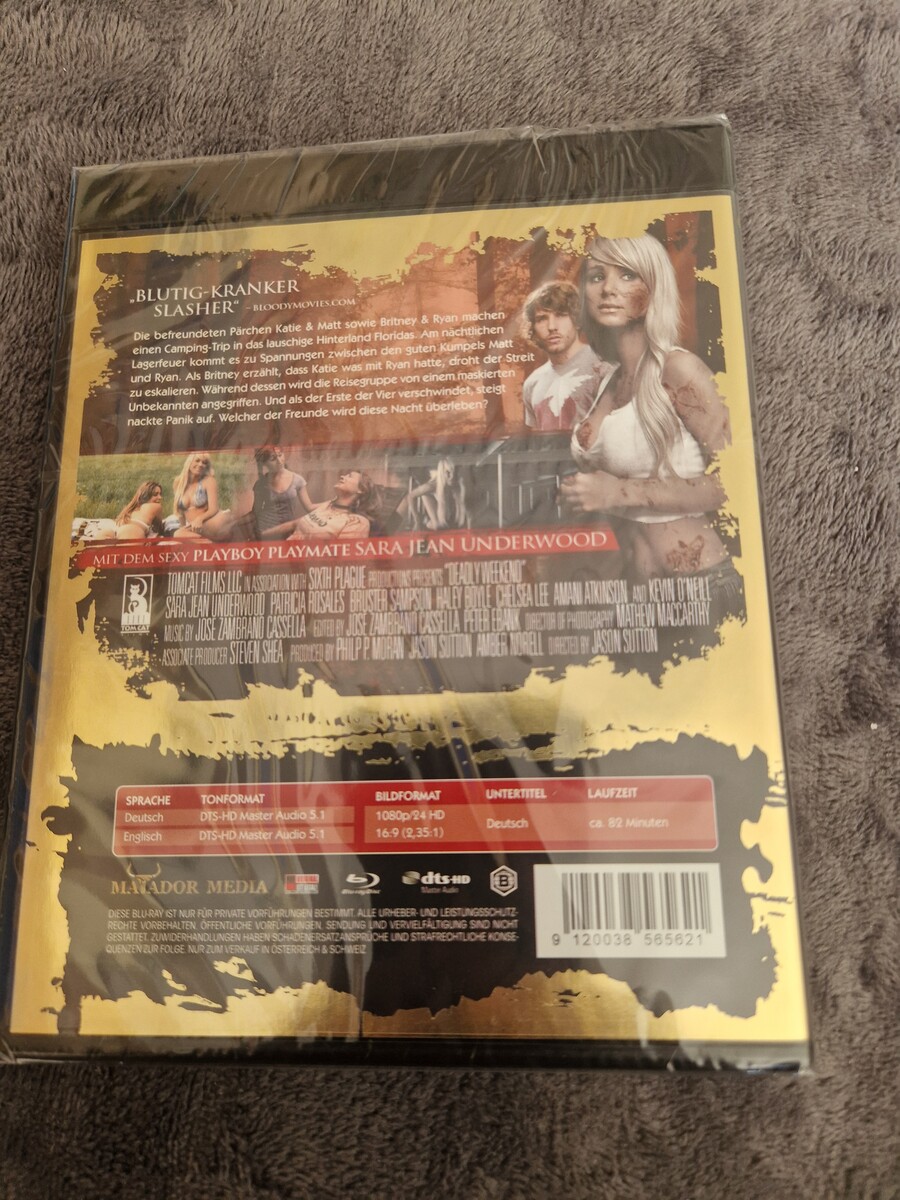 „BLUTIG-KRANKER
SLASHER“ – BLOODYMOVIES.COM
Die befreundeten Pärchen Katie & Matt sowie Britney & Ryan machen
einen Camping-Trip in das lauschige Hinterland Floridas. Am nächtlichen
Lagerfeuer kommt es zu Spannungen zwischen den guten Kumpels Matt
und Ryan. Als Britney erzählt, dass Katie was mit Ryan hatte, droht der Streit
zu eskalieren. Während dessen wird die Reisegruppe von einem maskierten
Unbekannten angegriffen. Und als der Erste der Vier verschwindet, steigt
nackte Panik auf. Welcher der Freunde wird diese Nacht überleben?
MIT DEM SEXY PLAYBOY PLAYMATE SARA JEAN UNDERWOOD
TOMCAT
TOMCAT FILMS LLC IN ASSOCIATION WITH SIXTH PLAGUE PRODUCTIONS PRESENTS "DEADLY WEEKEND"
SARA JEAN UNDERWOOD PATRICIA ROSALES BRUSTER SAMPSON HALEY BOYLE CHELSEA LEE AMANI ATKINSON AND KEVIN O'NEILL
MUSIC BY JOSE ZAMBRANO CASSELLA EDITED BY JOSE ZAMBRANO CASSELLA PETER EBANK DIRECTOR OF PHOTOGRAPHY MATHEW MACCARTHY
ASSOCIATE PRODUCER STEVEN SHEA PRODUCED BY PHILP P. MORIAN JASON SUTTON AMBER NORELL DIRECTED BY JASON SUTTON
SPRACHE TONFORMAT BILDFORMAT UNTERTITEL LAUFZEIT
Deutsch DTS-HD Master Audio 5.1 1080p/24 HD Deutsch ca. 82 Minuten
Englisch DTS-HD Master Audio 5.1 16:9 (2,35:1)
MATADOR MEDIA Blu-ray Disc dts-HD Master Audio B
DIESE BLU-RAY IST NUR FÜR PRIVATE VORFÜHRUNGEN BESTIMMT. ALLE URHEBER- UND LEISTUNGSSCHUTZ-
RECHTE VORBEHALTEN. ÖFFENTLICHE VORFÜHRUNGEN, SENDUNG UND VERVIELFÄLTIGUNG SIND NICHT
GESTATTET. ZUWIDERHANDLUNGEN HABEN SCHADENERSATZANSPRÜCHE UND STRAFRECHTLICHE KONSE-
QUENZEN ZUR FOLGE. NUR ZUM VERKAUF IN ÖSTERREICH & SCHWEIZ
9 120038 565621